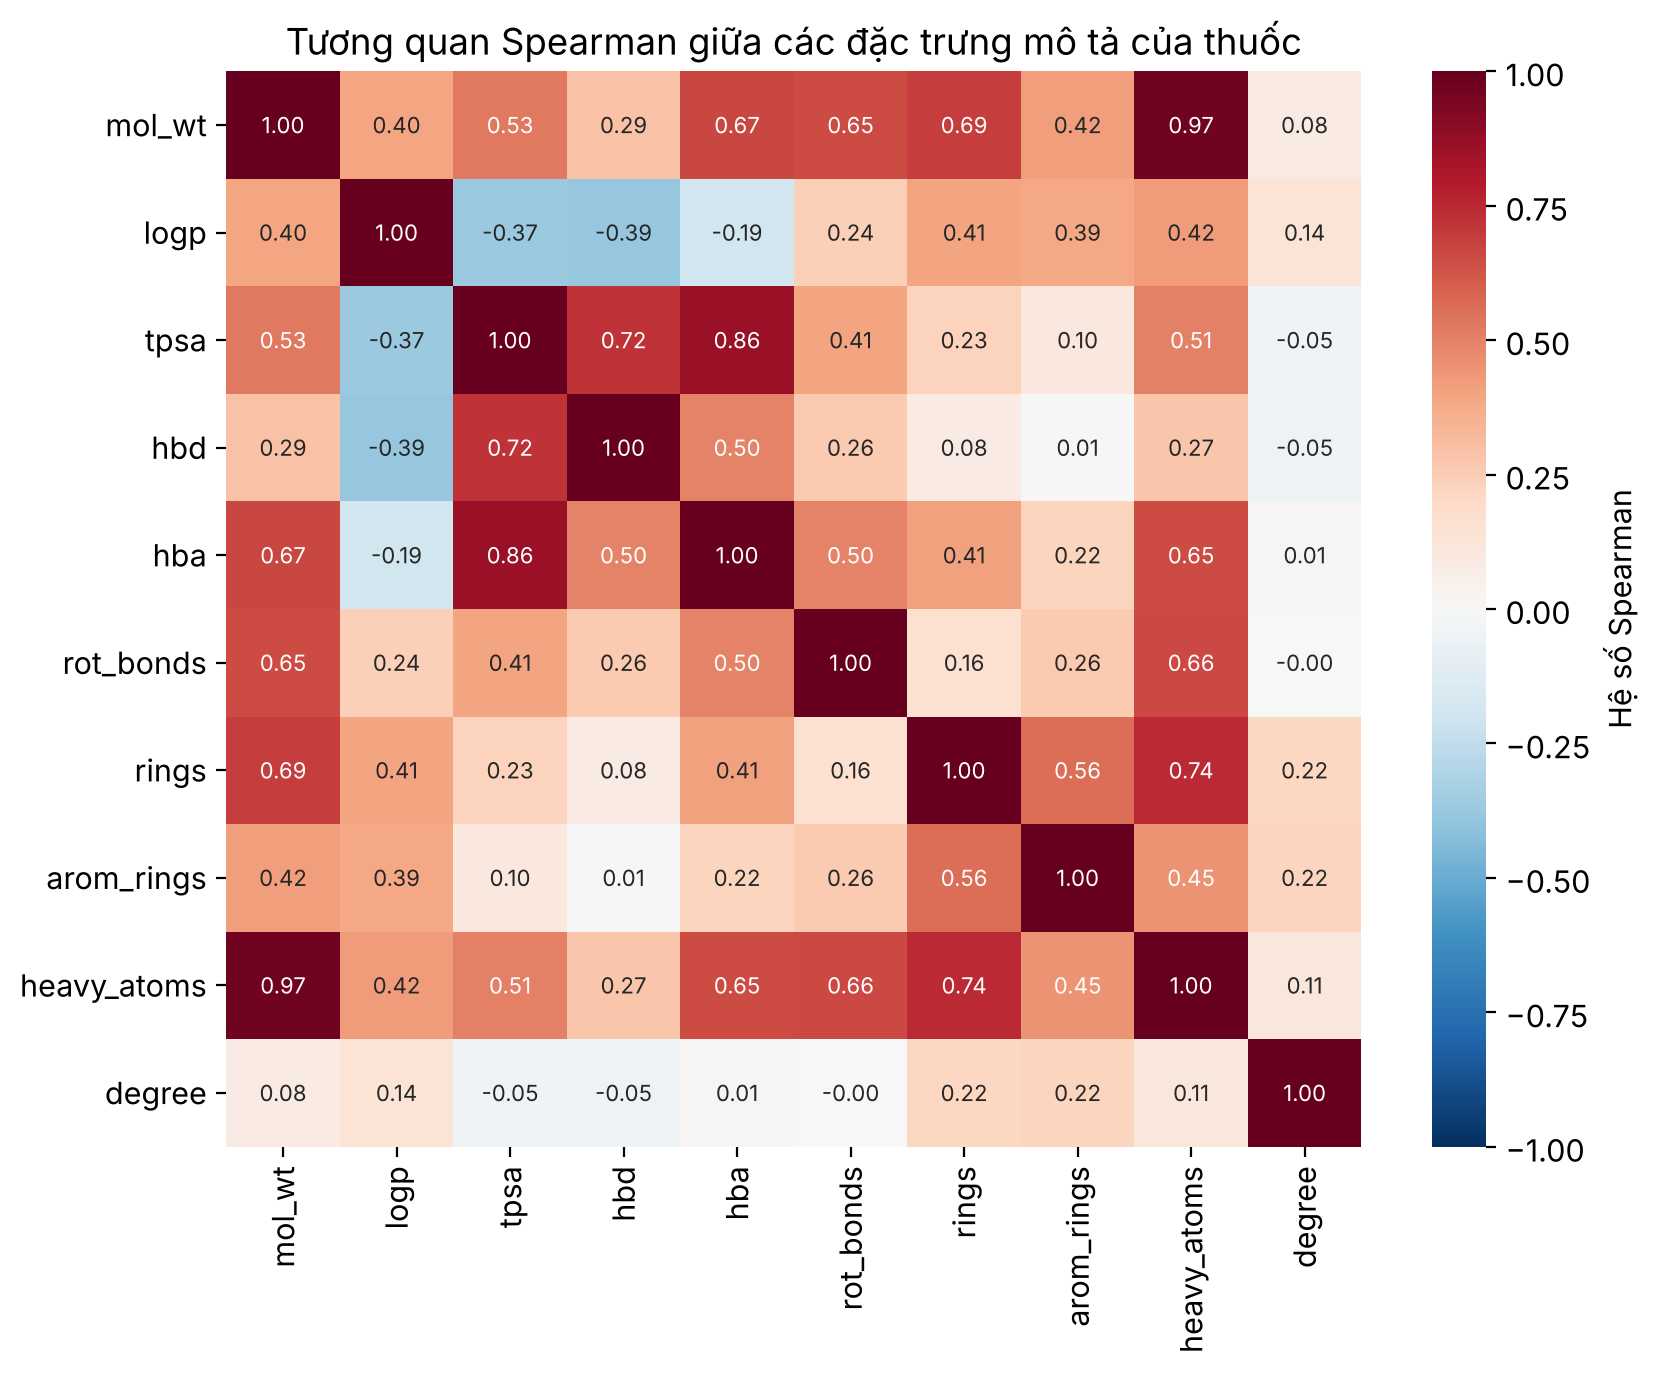 Tương quan Spearman giữa các đặc trưng mô tả của thuốc
mol_wt 1.00 0.40 0.53 0.29 0.67 0.65 0.69 0.42 0.97 0.08
logp 0.40 1.00 -0.37 -0.39 -0.19 0.24 0.41 0.39 0.42 0.14
tpsa 0.53 -0.37 1.00 0.72 0.86 0.41 0.23 0.10 0.51 -0.05
hbd 0.29 -0.39 0.72 1.00 0.50 0.26 0.08 0.01 0.27 -0.05
hba 0.67 -0.19 0.86 0.50 1.00 0.50 0.41 0.22 0.65 0.01
rot_bonds 0.65 0.24 0.41 0.26 0.50 1.00 0.16 0.26 0.66 -0.00
rings 0.69 0.41 0.23 0.08 0.41 0.16 1.00 0.56 0.74 0.22
arom_rings 0.42 0.39 0.10 0.01 0.22 0.26 0.56 1.00 0.45 0.22
heavy_atoms 0.97 0.42 0.51 0.27 0.65 0.66 0.74 0.45 1.00 0.11
degree 0.08 0.14 -0.05 -0.05 0.01 -0.00 0.22 0.22 0.11 1.00
mol_wt logp tpsa hbd hba rot_bonds rings arom_rings heavy_atoms degree
1.00
0.75
0.50
0.25
0.00
−0.25
−0.50
−0.75
−1.00
Hệ số Spearman